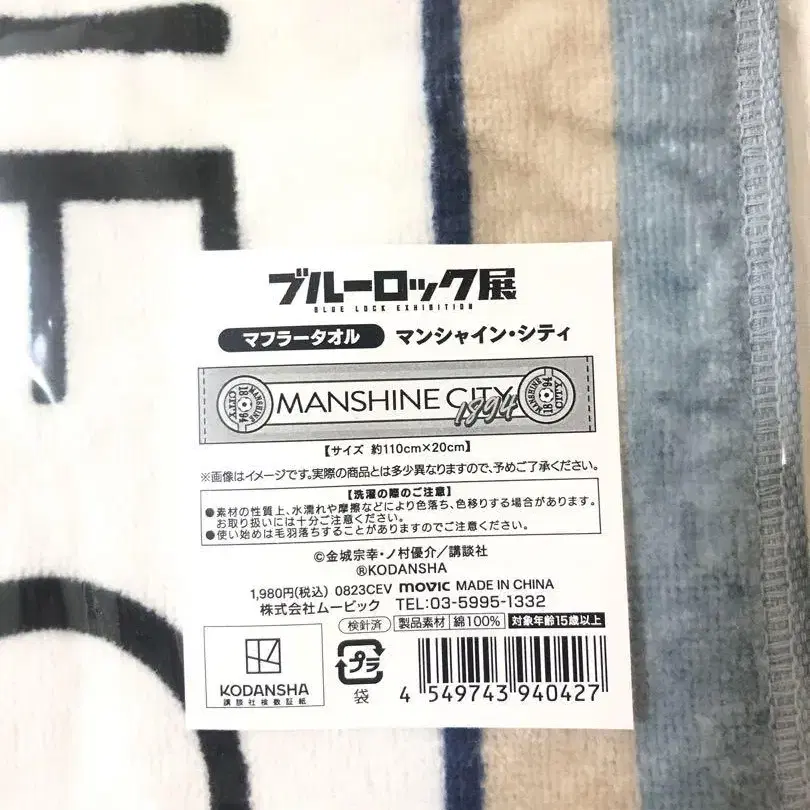 ブルーロック展
BLUE LOCK EXHIBITION
マフラータオル マンシャイン・シティ
MANSHINE CITY 1894 MANSHINE CITY 1994 MANSHINE CITY 1894
【サイズ 約110cm×20cm】
※画像はイメージです。実際の商品とは多少異なりますので、予めご了承ください。
【洗濯の際のご注意】
●素材の性質上、水濡れや摩擦などにより色落ち、色移りする場合があります。
お取り扱いには十分ご注意ください。
●使い始めは毛羽落ちすることがありますのでご注意ください。
©金城宗幸・ノ村優介/講談社
®KODANSHA
1,980円(税込) 0823CEV movic MADE IN CHINA
株式会社ムービック TEL:03-5995-1332
検針済 製品素材 綿100% 対象年齢15歳以上
KODANSHA
講談社検数証紙
プラ
袋
4 549743 940427